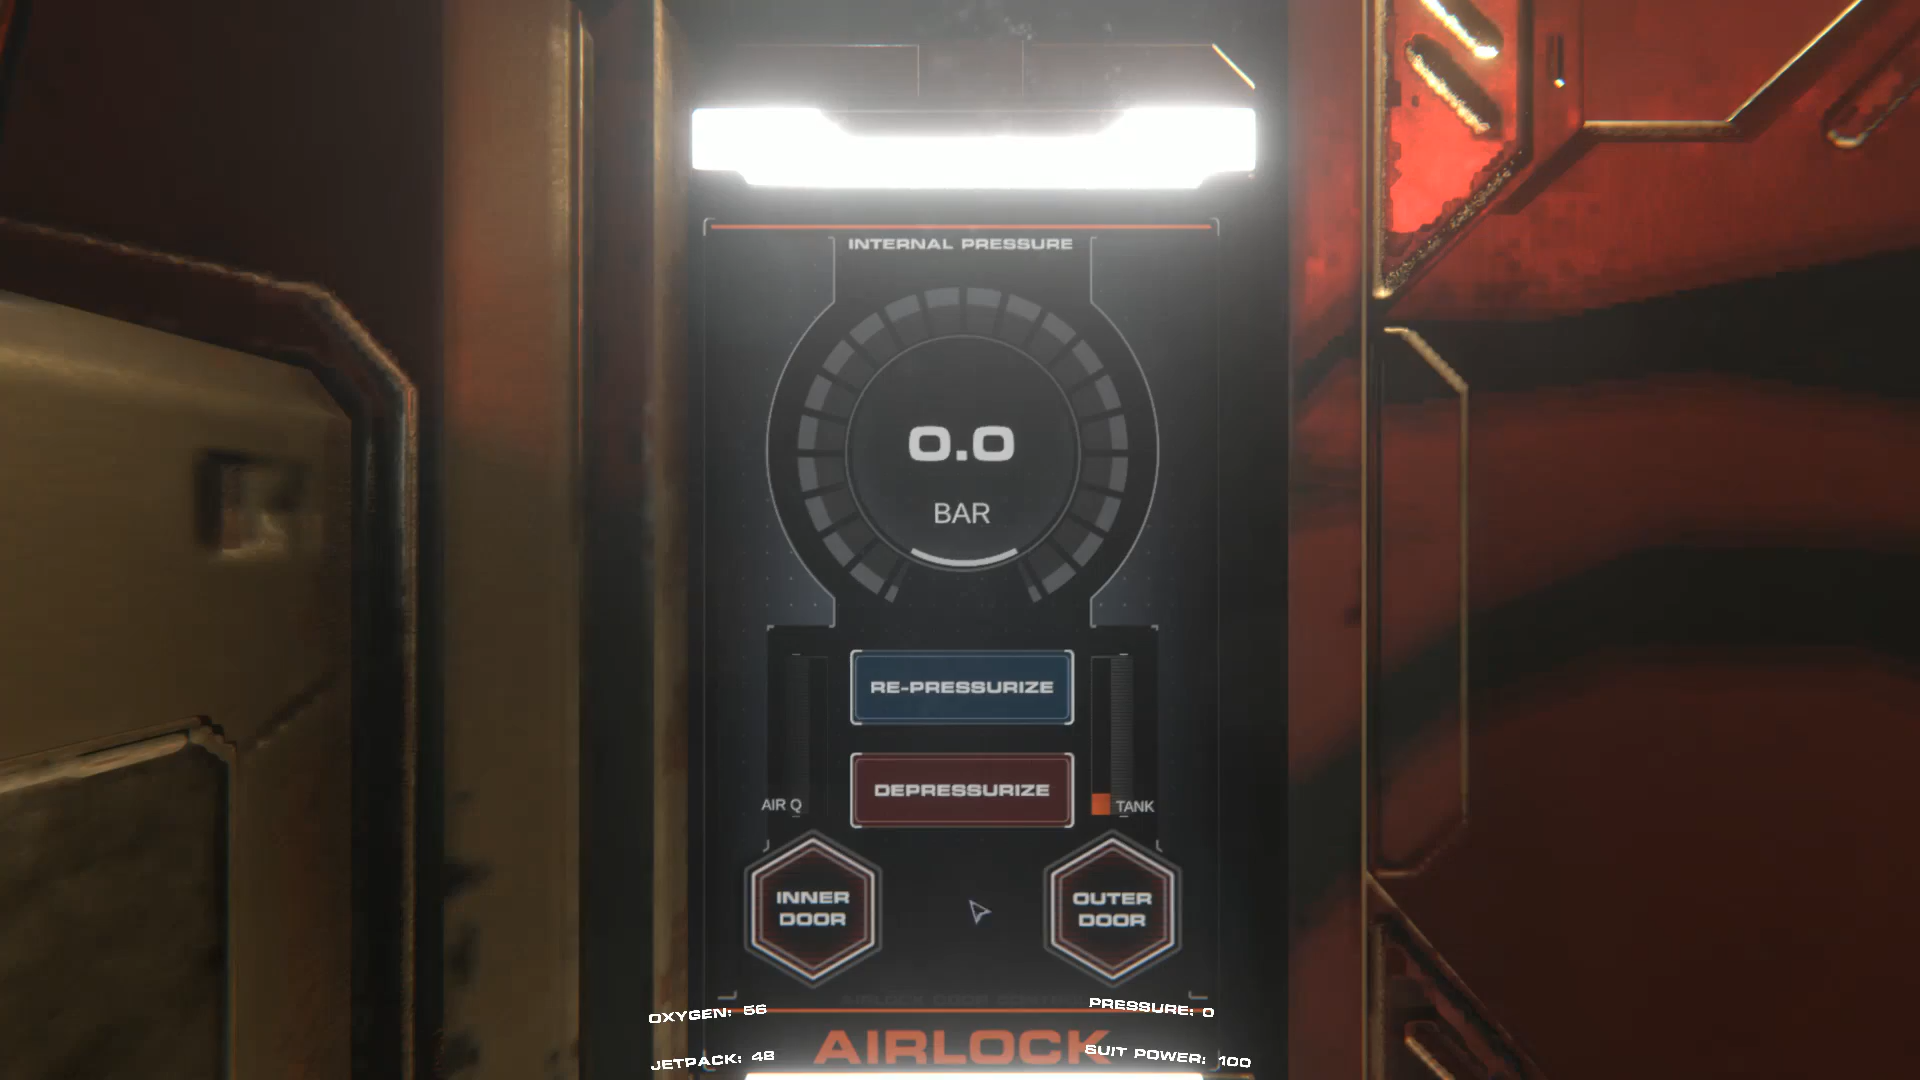 INTERNAL PRESSURE
0.0
BAR
RE-PRESSURIZE
DEPRESSURIZE
AIR Q
TANK
INNER
DOOR
OUTER
DOOR
OXYGEN: 56
PRESSURE: 0
AIRLOCK
JETPACK: 48
SUIT POWER: 100